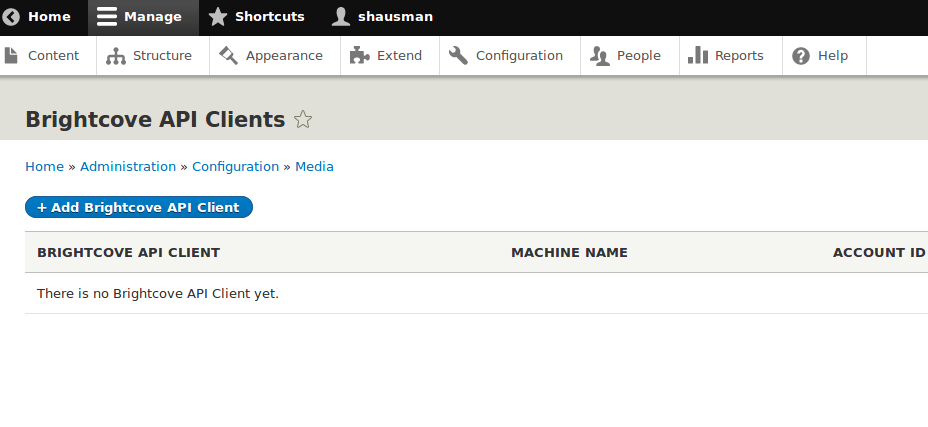 Home Manage Shortcuts shausman
Content Structure Appearance Extend Configuration People Reports Help
Brightcove API Clients
Home » Administration » Configuration » Media
+ Add Brightcove API Client
BRIGHTCOVE API CLIENT MACHINE NAME ACCOUNT ID
There is no Brightcove API Client yet.